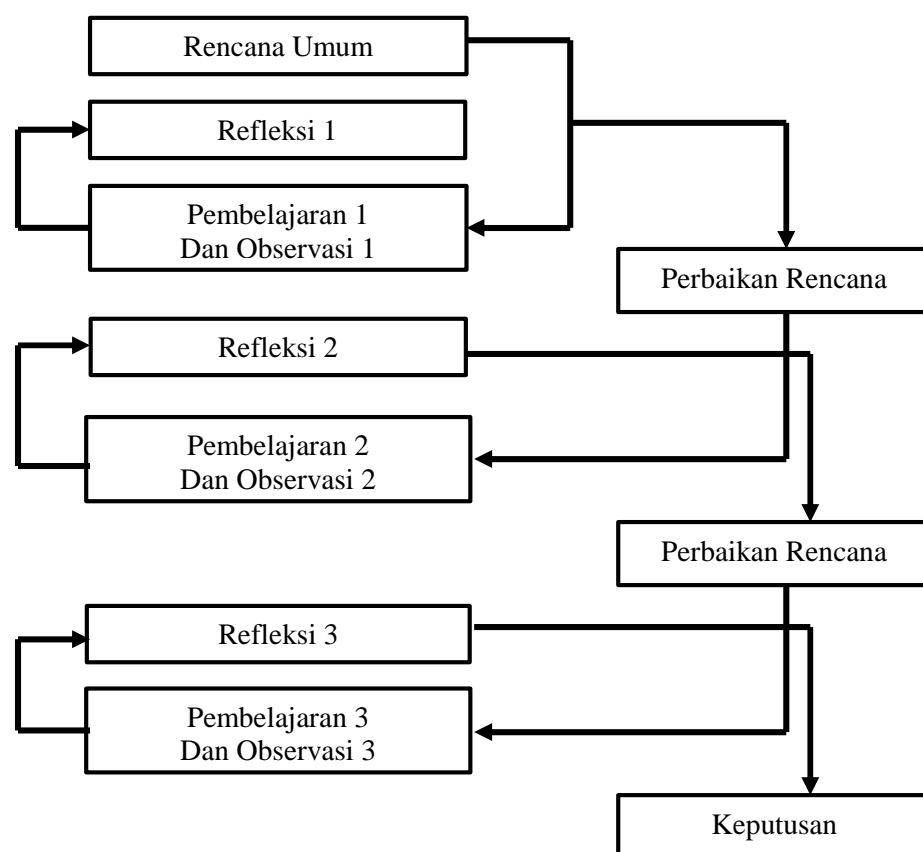 Rencana Umum
Refleksi 1
Pembelajaran 1
Dan Observasi 1
Perbaikan Rencana
Refleksi 2
Pembelajaran 2
Dan Observasi 2
Perbaikan Rencana
Refleksi 3
Pembelajaran 3
Dan Observasi 3
Keputusan